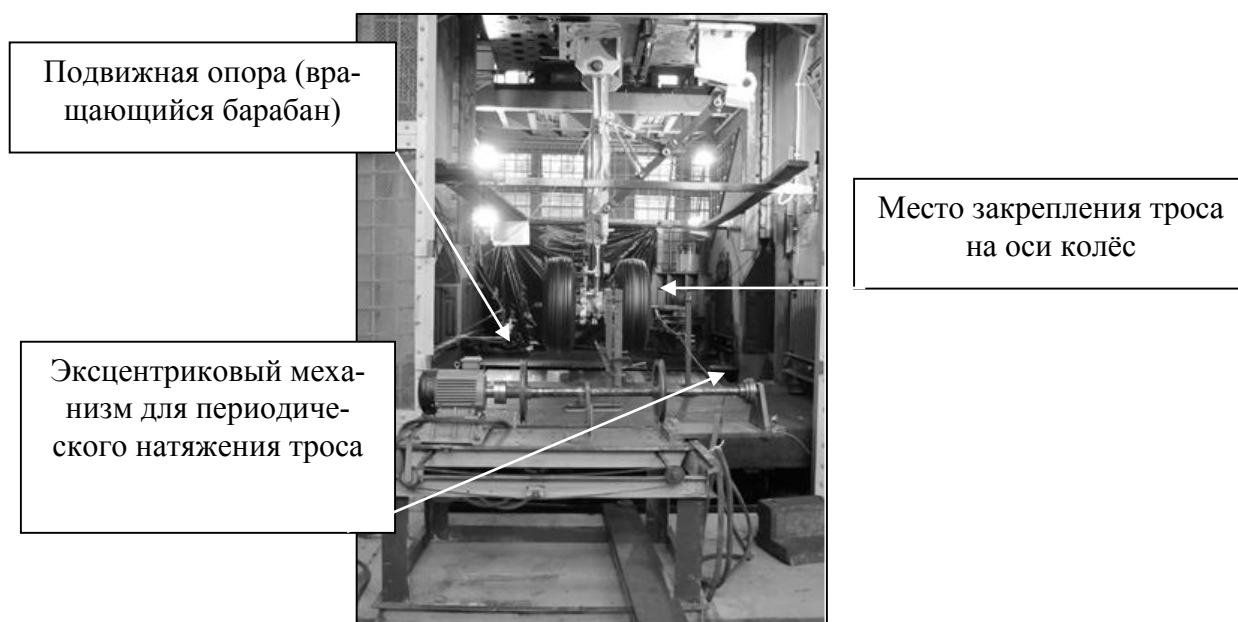 Подвижная опора (вра-
щающийся барабан)
Место закрепления троса
на оси колёс
Эксцентриковый меха-
низм для периодиче-
ского натяжения троса